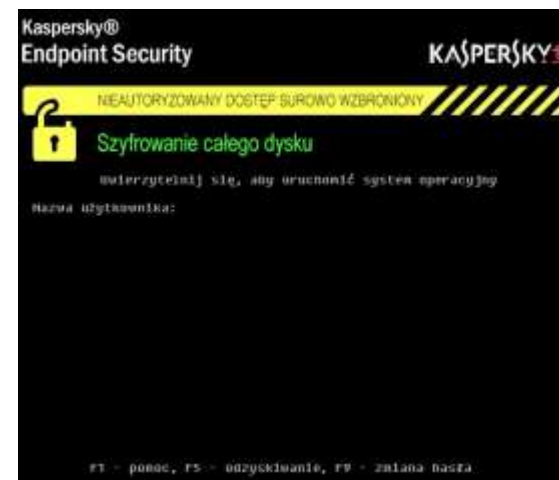 Kaspersky®
Endpoint Security
KASPERSKY
NIEAUTORYZOWANY DOSTĘP SUROWO WZBRONIONY
Szyfrowanie całego dysku
Uwierzytelnij się, aby uruchomić system operacyjny
Nazwa użytkownika:
F1 - pomoc, F5 - odzyskiwanie, F9 - zmiana hasła